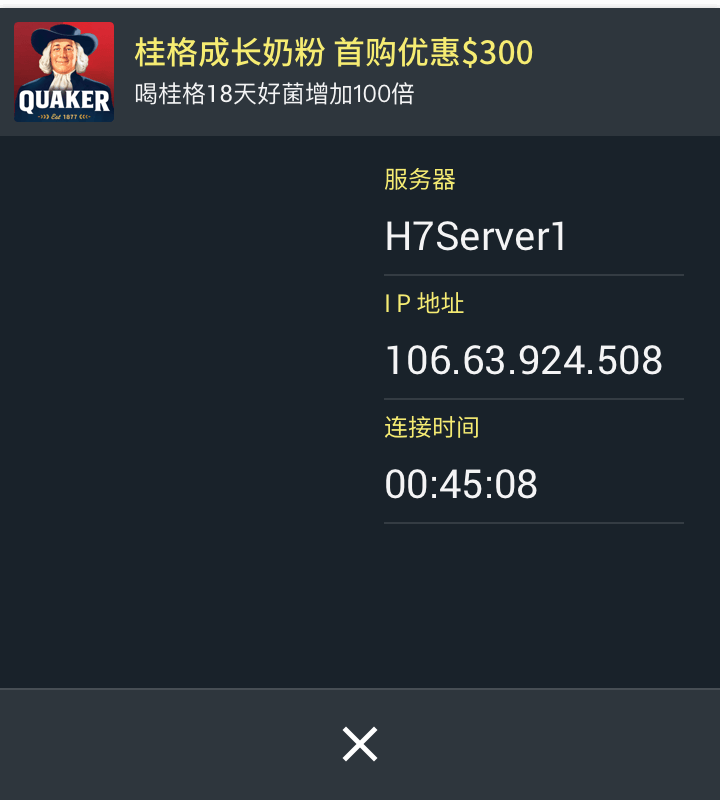 QUAKER
Est 1877
桂格成长奶粉 首购优惠$300
喝桂格18天好菌增加100倍
服务器
H7Server1
IP地址
106.63.924.508
连接时间
00:45:08